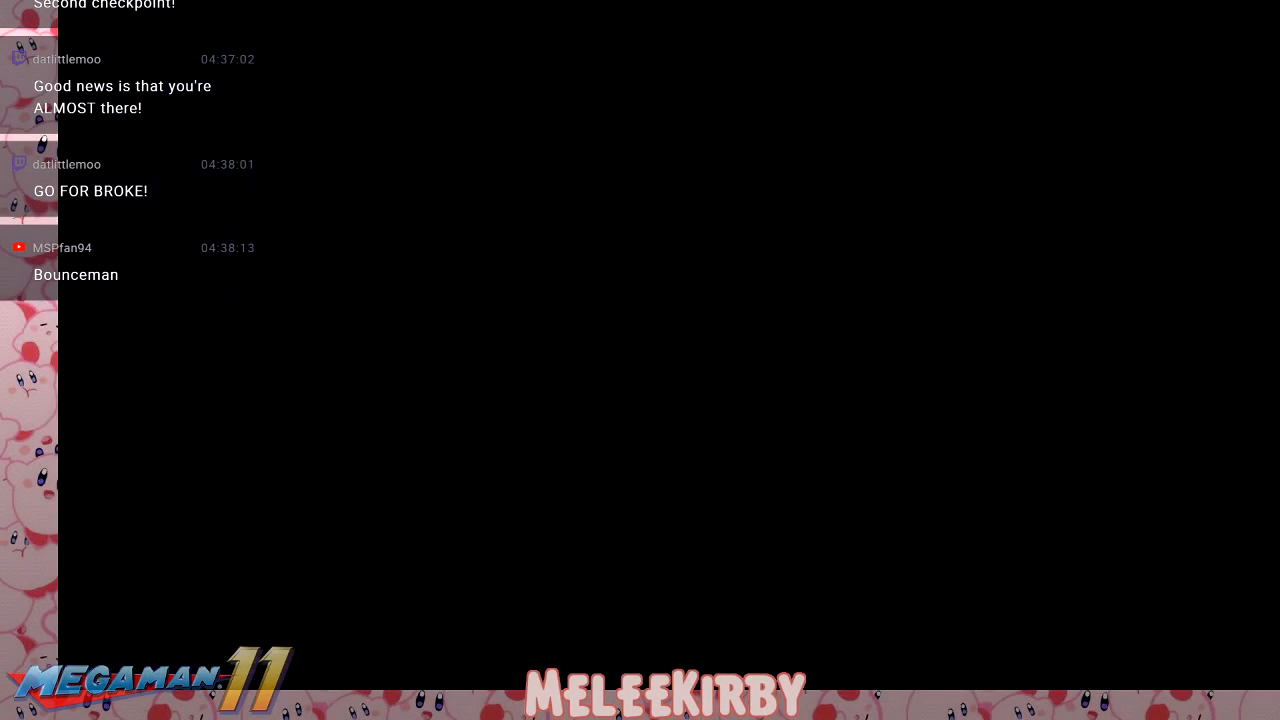 Second checkpoint!
datlittlemoo 04:37:02
Good news is that you're
ALMOST there!
datlittlemoo 04:38:01
GO FOR BROKE!
MSPfan94 04:38:13
Bounceman
MEGAMAN 11
MELEEKIRBY